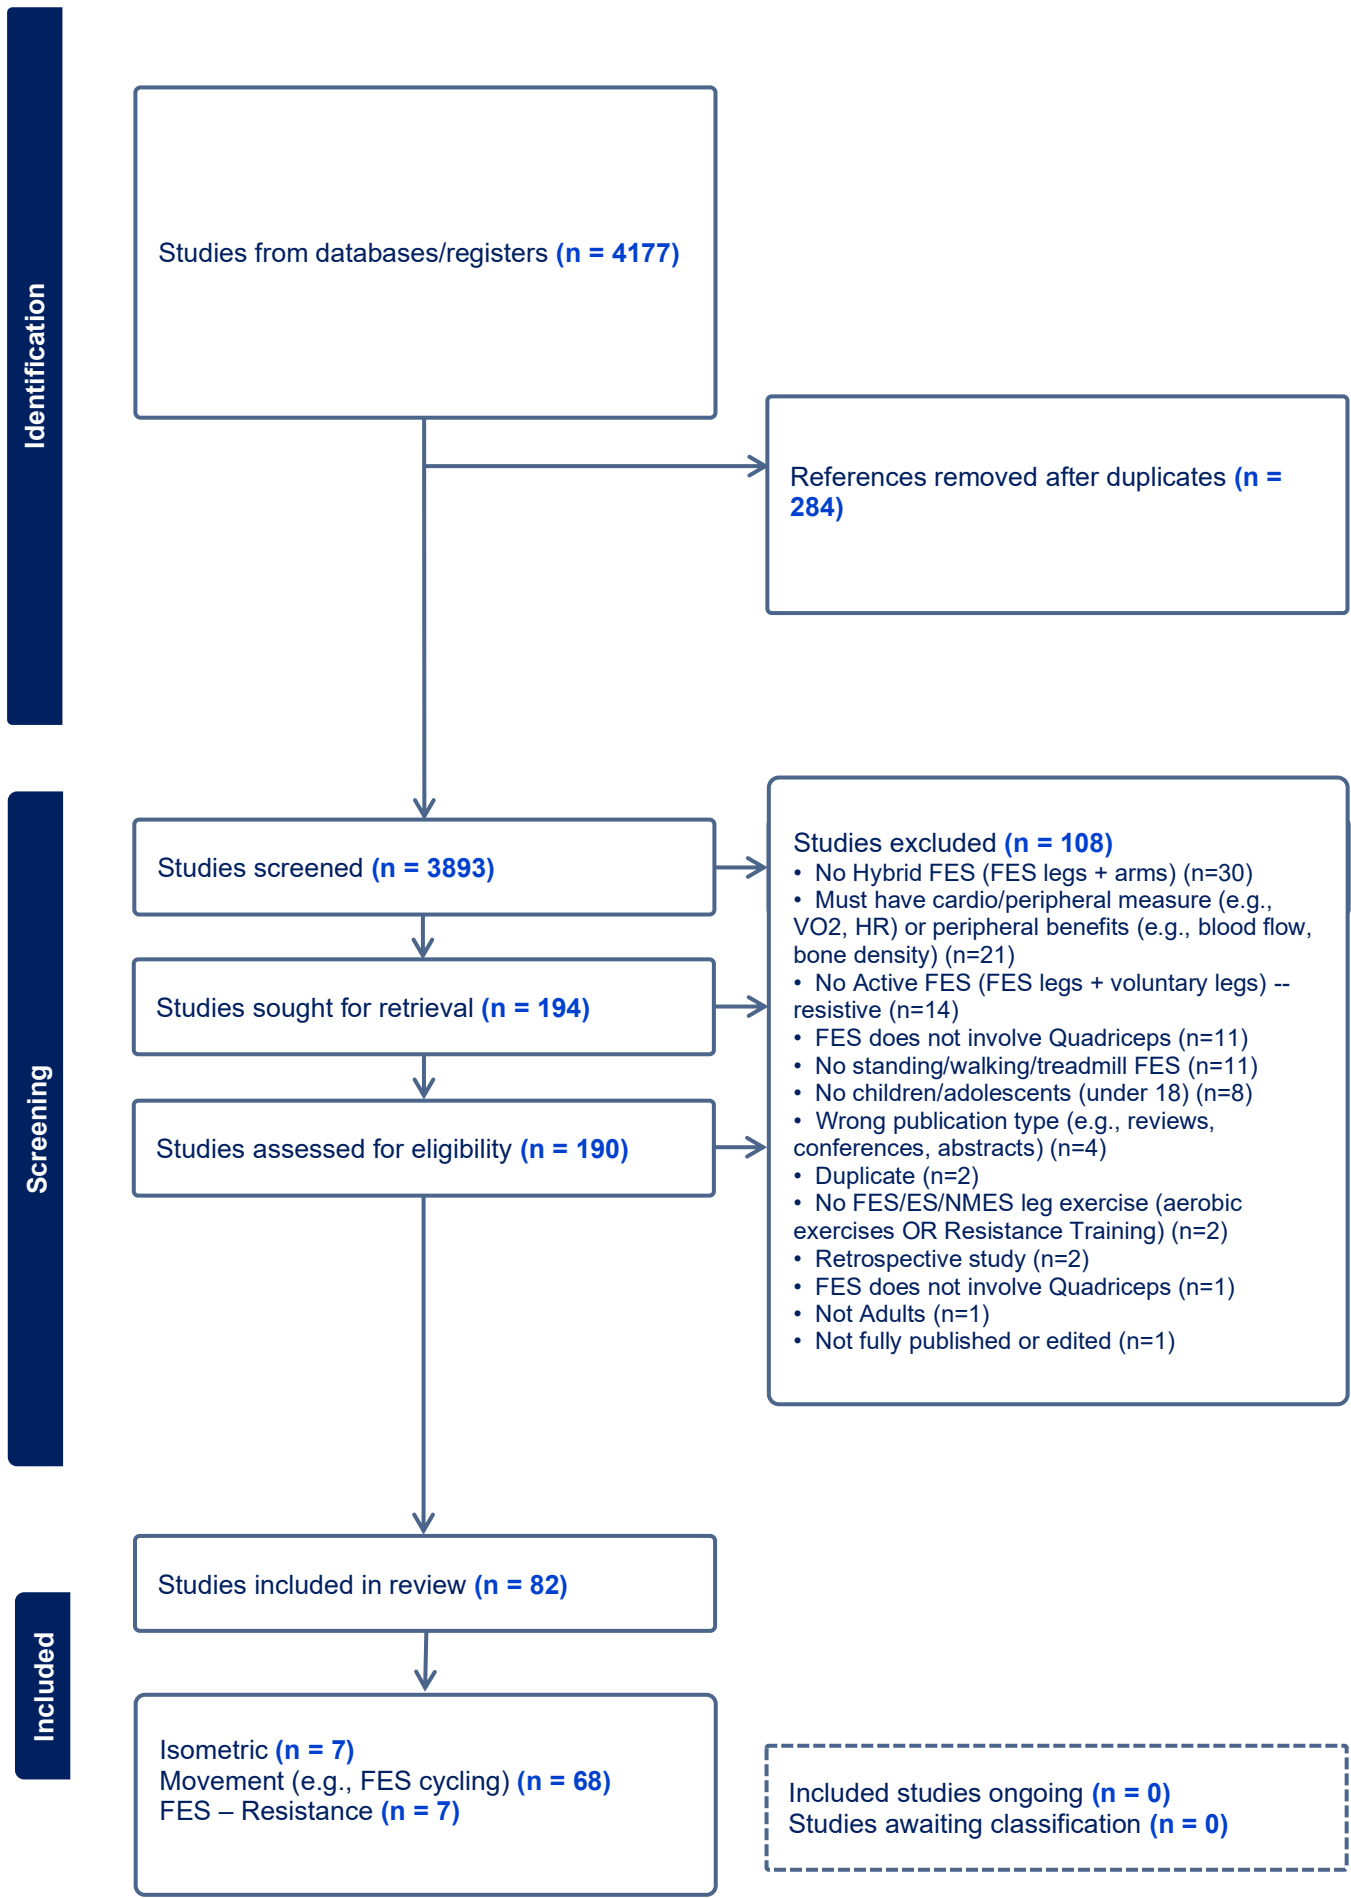 Identification
Studies from databases/registers (n = 4177)
References removed after duplicates (n =
284)
Screening
Studies screened (n = 3893)
Studies sought for retrieval (n = 194)
Studies assessed for eligibility (n = 190)
Studies excluded (n = 108)
• No Hybrid FES (FES legs + arms) (n=30)
• Must have cardio/peripheral measure (e.g.,
VO2, HR) or peripheral benefits (e.g., blood flow,
bone density) (n=21)
• No Active FES (FES legs + voluntary legs) --
resistive (n=14)
• FES does not involve Quadriceps (n=11)
• No standing/walking/treadmill FES (n=11)
• No children/adolescents (under 18) (n=8)
• Wrong publication type (e.g., reviews,
conferences, abstracts) (n=4)
• Duplicate (n=2)
• No FES/ES/NMES leg exercise (aerobic
exercises OR Resistance Training) (n=2)
• Retrospective study (n=2)
• FES does not involve Quadriceps (n=1)
• Not Adults (n=1)
• Not fully published or edited (n=1)
Included
Studies included in review (n = 82)
Isometric (n = 7)
Movement (e.g., FES cycling) (n = 68)
FES – Resistance (n = 7)
Included studies ongoing (n = 0)
Studies awaiting classification (n = 0)